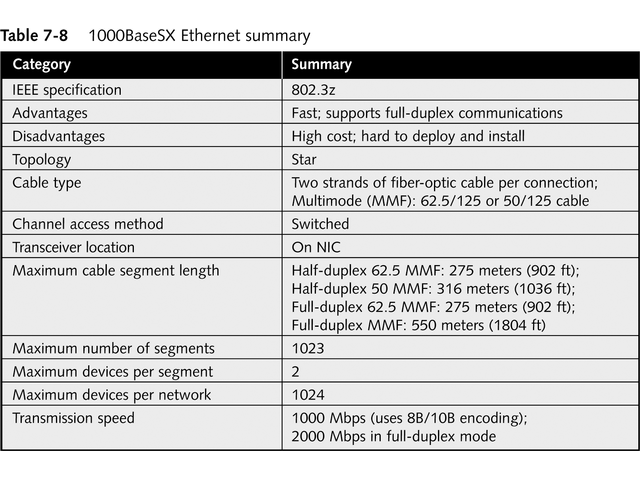 Table 7-8 1000BaseSX Ethernet summary
Category Summary
IEEE specification 802.3z
Advantages Fast; supports full-duplex communications
Disadvantages High cost; hard to deploy and install
Topology Star
Cable type Two strands of fiber-optic cable per connection;
Multimode (MMF): 62.5/125 or 50/125 cable
Channel access method Switched
Transceiver location On NIC
Maximum cable segment length Half-duplex 62.5 MMF: 275 meters (902 ft);
Half-duplex 50 MMF: 316 meters (1036 ft);
Full-duplex 62.5 MMF: 275 meters (902 ft);
Full-duplex MMF: 550 meters (1804 ft)
Maximum number of segments 1023
Maximum devices per segment 2
Maximum devices per network 1024
Transmission speed 1000 Mbps (uses 8B/10B encoding);
2000 Mbps in full-duplex mode